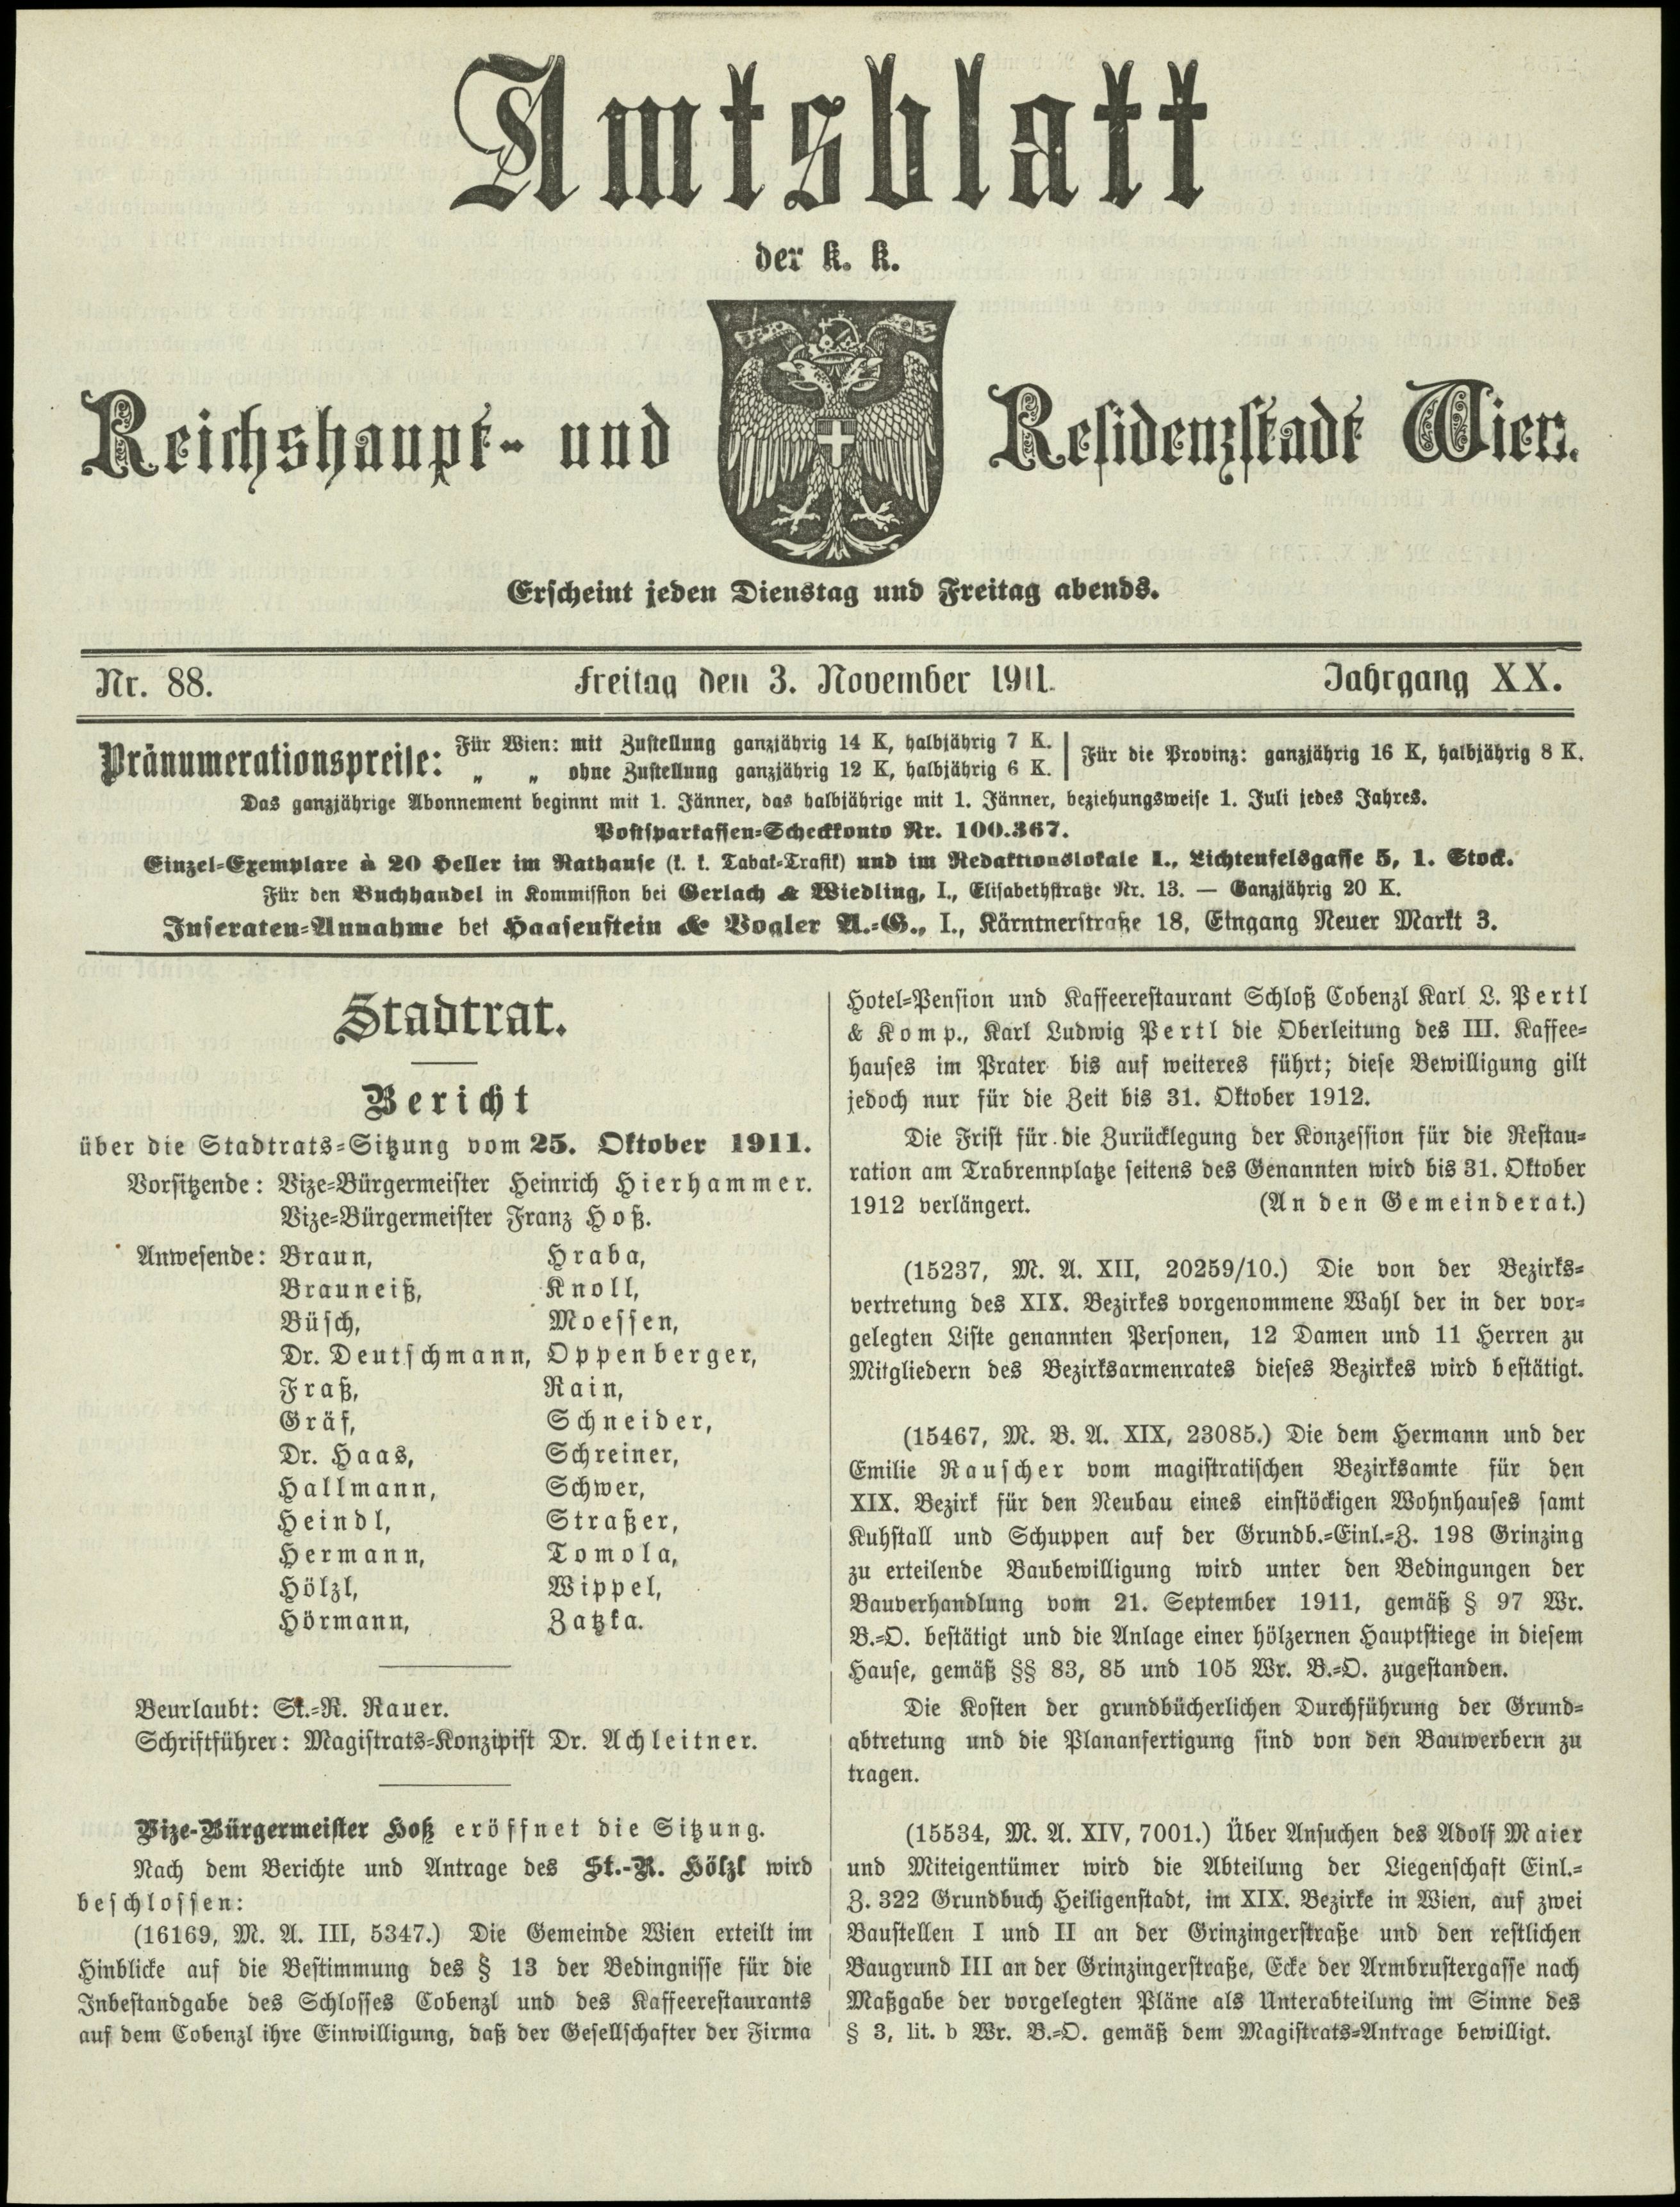 Amtsblatt
der k. k.
Reichshaupt- und Residenzstadt Wien.
Erscheint jeden Dienstag und Freitag abends.
Nr. 88. Freitag den 3. November 1911. Jahrgang XX.
Pränumerationspreise: Für Wien: mit Zustellung ganzjährig 14 K, halbjährig 7 K.
„ „ ohne Zustellung ganzjährig 12 K, halbjährig 6 K.
Für die Provinz: ganzjährig 16 K, halbjährig 8 K.
Das ganzjährige Abonnement beginnt mit 1. Jänner, das halbjährige mit 1. Jänner, beziehungsweise 1. Juli jedes Jahres.
Postsparkassen-Scheckkonto Nr. 100.367.
Einzel-Exemplare à 20 Heller im Rathause (k. k. Tabak-Trafik) und im Redaktionslokale I., Lichtenfelsgasse 5, 1. Stock.
Für den Buchhandel in Kommission bei Gerlach & Wiedling, I., Elisabethstraße Nr. 13. — Ganzjährig 20 K.
Inseraten-Annahme bei Haasenstein & Vogler A.-G., I., Kärntnerstraße 18, Eingang Neuer Markt 3.
Stadtrat.
Bericht
über die Stadtrats-Sitzung vom 25. Oktober 1911.
Vorsitzende: Vize-Bürgermeister Heinrich Hierhammer.
Vize-Bürgermeister Franz Hoß.
Anwesende: Braun, Hraba,
Brauneiß, Knoll,
Büsch, Moessen,
Dr. Deutschmann, Oppenberger,
Fraß, Rain,
Gräf, Schneider,
Dr. Haas, Schreiner,
Hallmann, Schwer,
Heindl, Straßer,
Hermann, Tomola,
Hölzl, Wippel,
Hörmann, Zatzka.
Beurlaubt: St.-R. Rauer.
Schriftführer: Magistrats-Konzipist Dr. Achleitner.
Vize-Bürgermeister Hoß eröffnet die Sitzung.
Nach dem Berichte und Antrage des St.-R. Hölzl wird
beschlossen:
(16169, M. A. III, 5347.) Die Gemeinde Wien erteilt im
Hinblicke auf die Bestimmung des § 13 der Bedingnisse für die
Inbestandgabe des Schlosses Cobenzl und des Kaffeerestaurants
auf dem Cobenzl ihre Einwilligung, daß der Gesellschafter der Firma
Hotel-Pension und Kaffeerestaurant Schloß Cobenzl Karl L. Pertl
& Komp., Karl Ludwig Pertl die Oberleitung des III. Kaffee-
hauses im Prater bis auf weiteres führt; diese Bewilligung gilt
jedoch nur für die Zeit bis 31. Oktober 1912.
Die Frist für die Zurücklegung der Konzession für die Restau-
ration am Trabrennplatze seitens des Genannten wird bis 31. Oktober
1912 verlängert. (An den Gemeinderat.)
(15237, M. A. XII, 20259/10.) Die von der Bezirks-
vertretung des XIX. Bezirkes vorgenommene Wahl der in der vor-
gelegten Liste genannten Personen, 12 Damen und 11 Herren zu
Mitgliedern des Bezirksarmenrates dieses Bezirkes wird bestätigt.
(15467, M. B. A. XIX, 23085.) Die dem Hermann und der
Emilie Rauscher vom magistratischen Bezirksamte für den
XIX. Bezirk für den Neubau eines einstöckigen Wohnhauses samt
Kuhstall und Schuppen auf der Grundb.-Einl.-Z. 198 Grinzing
zu erteilende Baubewilligung wird unter den Bedingungen der
Bauverhandlung vom 21. September 1911, gemäß § 97 Wr.
B.-O. bestätigt und die Anlage einer hölzernen Hauptstiege in diesem
Hause, gemäß §§ 83, 85 und 105 Wr. B.-O. zugestanden.
Die Kosten der grundbücherlichen Durchführung der Grund-
abtretung und die Plananfertigung sind von den Bauwerbern zu
tragen.
(15534, M. A. XIV, 7001.) Über Ansuchen des Adolf Maier
und Miteigentümer wird die Abteilung der Liegenschaft Einl.-
Z. 322 Grundbuch Heiligenstadt, im XIX. Bezirke in Wien, auf zwei
Baustellen I und II an der Grinzingerstraße und den restlichen
Baugrund III an der Grinzingerstraße, Ecke der Armbrustergasse nach
Maßgabe der vorgelegten Pläne als Unterabteilung im Sinne des
§ 3, lit. b Wr. B.-O. gemäß dem Magistrats-Antrage bewilligt.